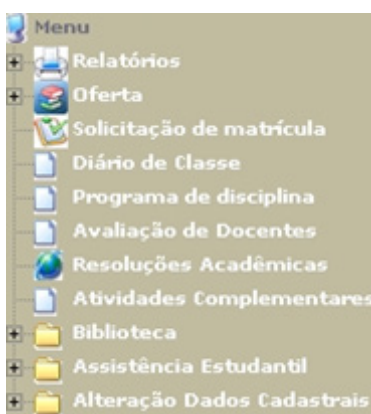 Menu
Relatórios
Oferta
Solicitação de matrícula
Diário de Classe
Programa de disciplina
Avaliação de Docentes
Resoluções Acadêmicas
Atividades Complementares
Biblioteca
Assistência Estudantil
Alteração Dados Cadastrais